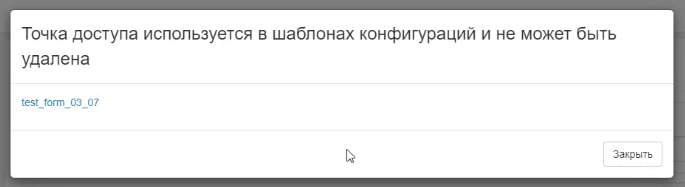 Точка доступа используется в шаблонах конфигураций и не может быть
удалена
test_form_03_07
Закрыть